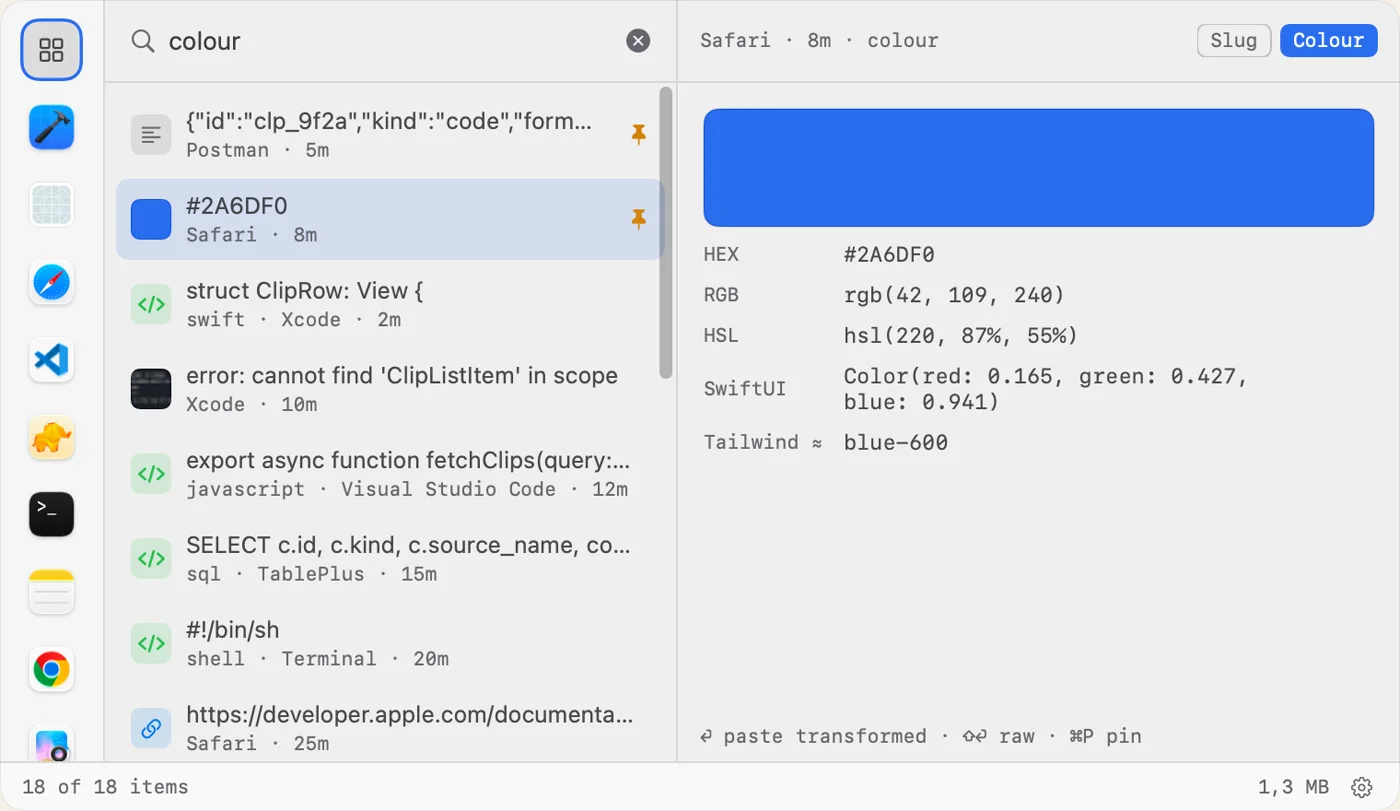 colour
Safari · 8m · colour
Slug
Colour
{"id":"clp_9f2a","kind":"code","form…
Postman · 5m
#2A6DF0
Safari · 8m
struct ClipRow: View {
swift · Xcode · 2m
error: cannot find 'ClipListItem' in scope
Xcode · 10m
export async function fetchClips(query:…
javascript · Visual Studio Code · 12m
SELECT c.id, c.kind, c.source_name, co…
sql · TablePlus · 15m
#!/bin/sh
shell · Terminal · 20m
https://developer.apple.com/documenta…
Safari · 25m
HEX #2A6DF0
RGB rgb(42, 109, 240)
HSL hsl(220, 87%, 55%)
SwiftUI Color(red: 0.165, green: 0.427,
blue: 0.941)
Tailwind ≈ blue-600
⏎ paste transformed · ⇧⏎ raw · ⌘P pin
18 of 18 items
1,3 MB